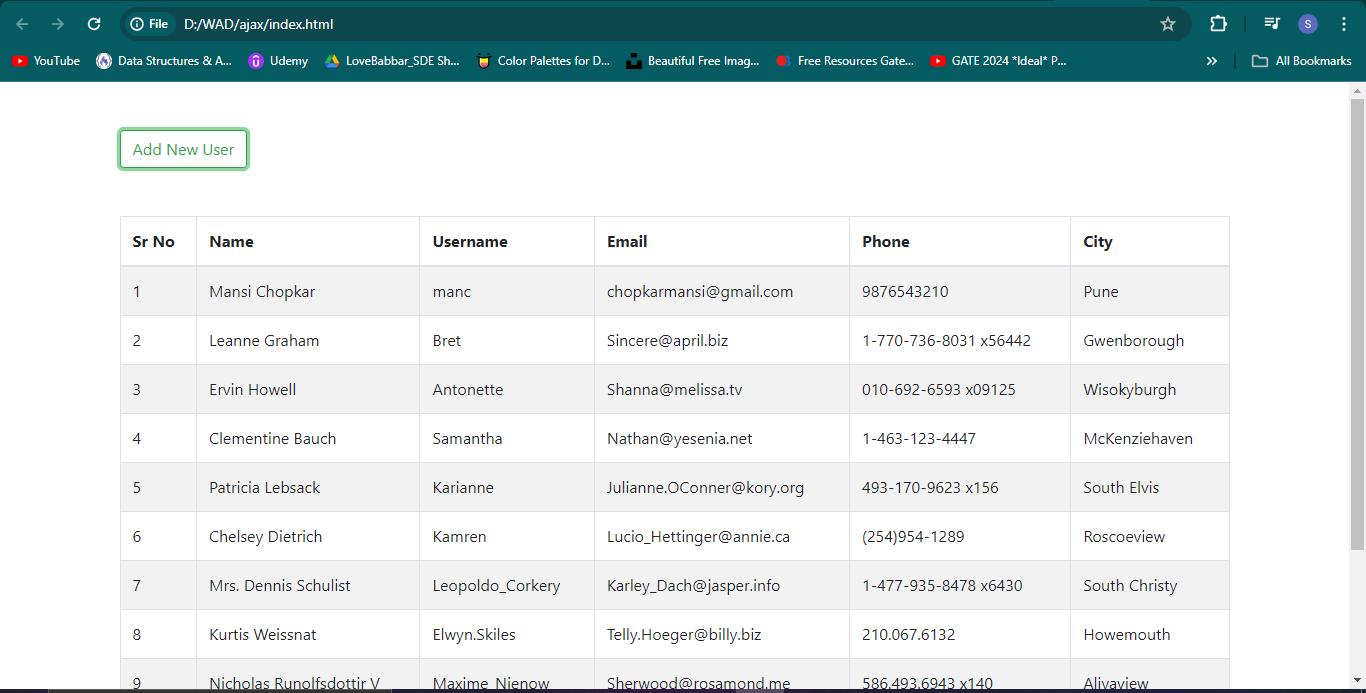 File D:/WAD/ajax/index.html S
YouTube Data Structures & A... Udemy LoveBabbar_SDE Sh... Color Palettes for D... Beautiful Free Imag... Free Resources Gate... GATE 2024 *Ideal* P... » All Bookmarks
Add New User
Sr No Name Username Email Phone City
1 Mansi Chopkar manc chopkarmansi@gmail.com 9876543210 Pune
2 Leanne Graham Bret Sincere@april.biz 1-770-736-8031 x56442 Gwenborough
3 Ervin Howell Antonette Shanna@melissa.tv 010-692-6593 x09125 Wisokyburgh
4 Clementine Bauch Samantha Nathan@yesenia.net 1-463-123-4447 McKenziehaven
5 Patricia Lebsack Karianne Julianne.OConner@kory.org 493-170-9623 x156 South Elvis
6 Chelsey Dietrich Kamren Lucio_Hettinger@annie.ca (254)954-1289 Roscoeview
7 Mrs. Dennis Schulist Leopoldo_Corkery Karley_Dach@jasper.info 1-477-935-8478 x6430 South Christy
8 Kurtis Weissnat Elwyn.Skiles Telly.Hoeger@billy.biz 210.067.6132 Howemouth
9 Nicholas Runolfsdottir V Maxime_Nienow Sherwood@rosamond.me 586.493.6943 x140 Aliyaview